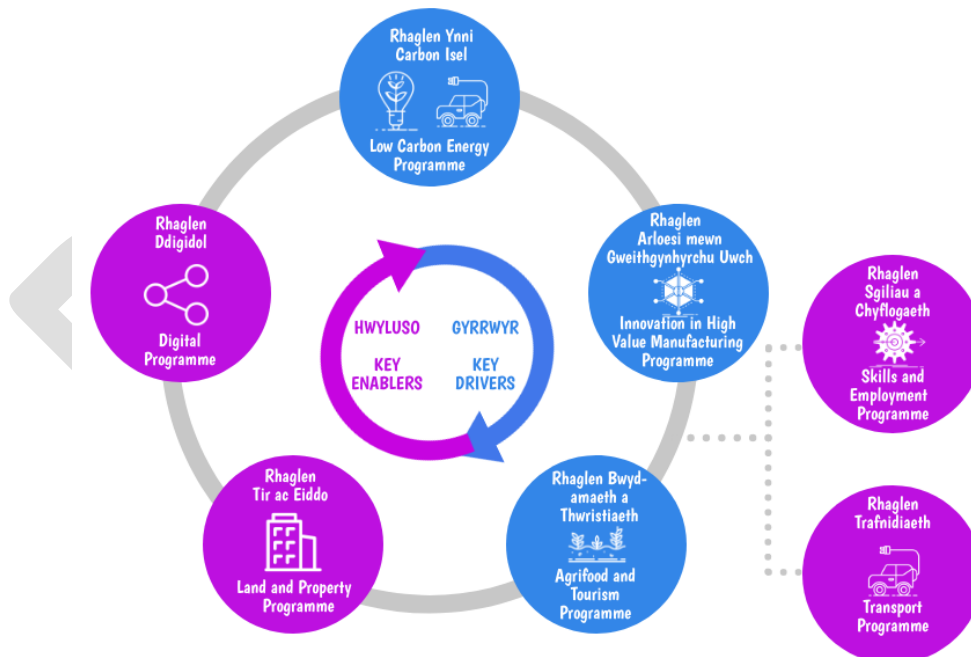 Rhaglen Ynni
Carbon Isel
Low Carbon Energy
Programme
Rhaglen
Ddigidol
Digital
Programme
Rhaglen
Arloesi mewn
Gweithgynhyrchu Uwch
Innovation in High
Value Manufacturing
Programme
HWYLUSO
KEY
ENABLERS
GYRRWYR
KEY
DRIVERS
Rhaglen
Sgiliau a
Chyflogaeth
Skills and
Employment
Programme
Rhaglen
Tir ac Eiddo
Land and Property
Programme
Rhaglen Bwyd-
amaeth a
Thwristiaeth
Agrifood and
Tourism
Programme
Rhaglen
Trafnidiaeth
Transport
Programme